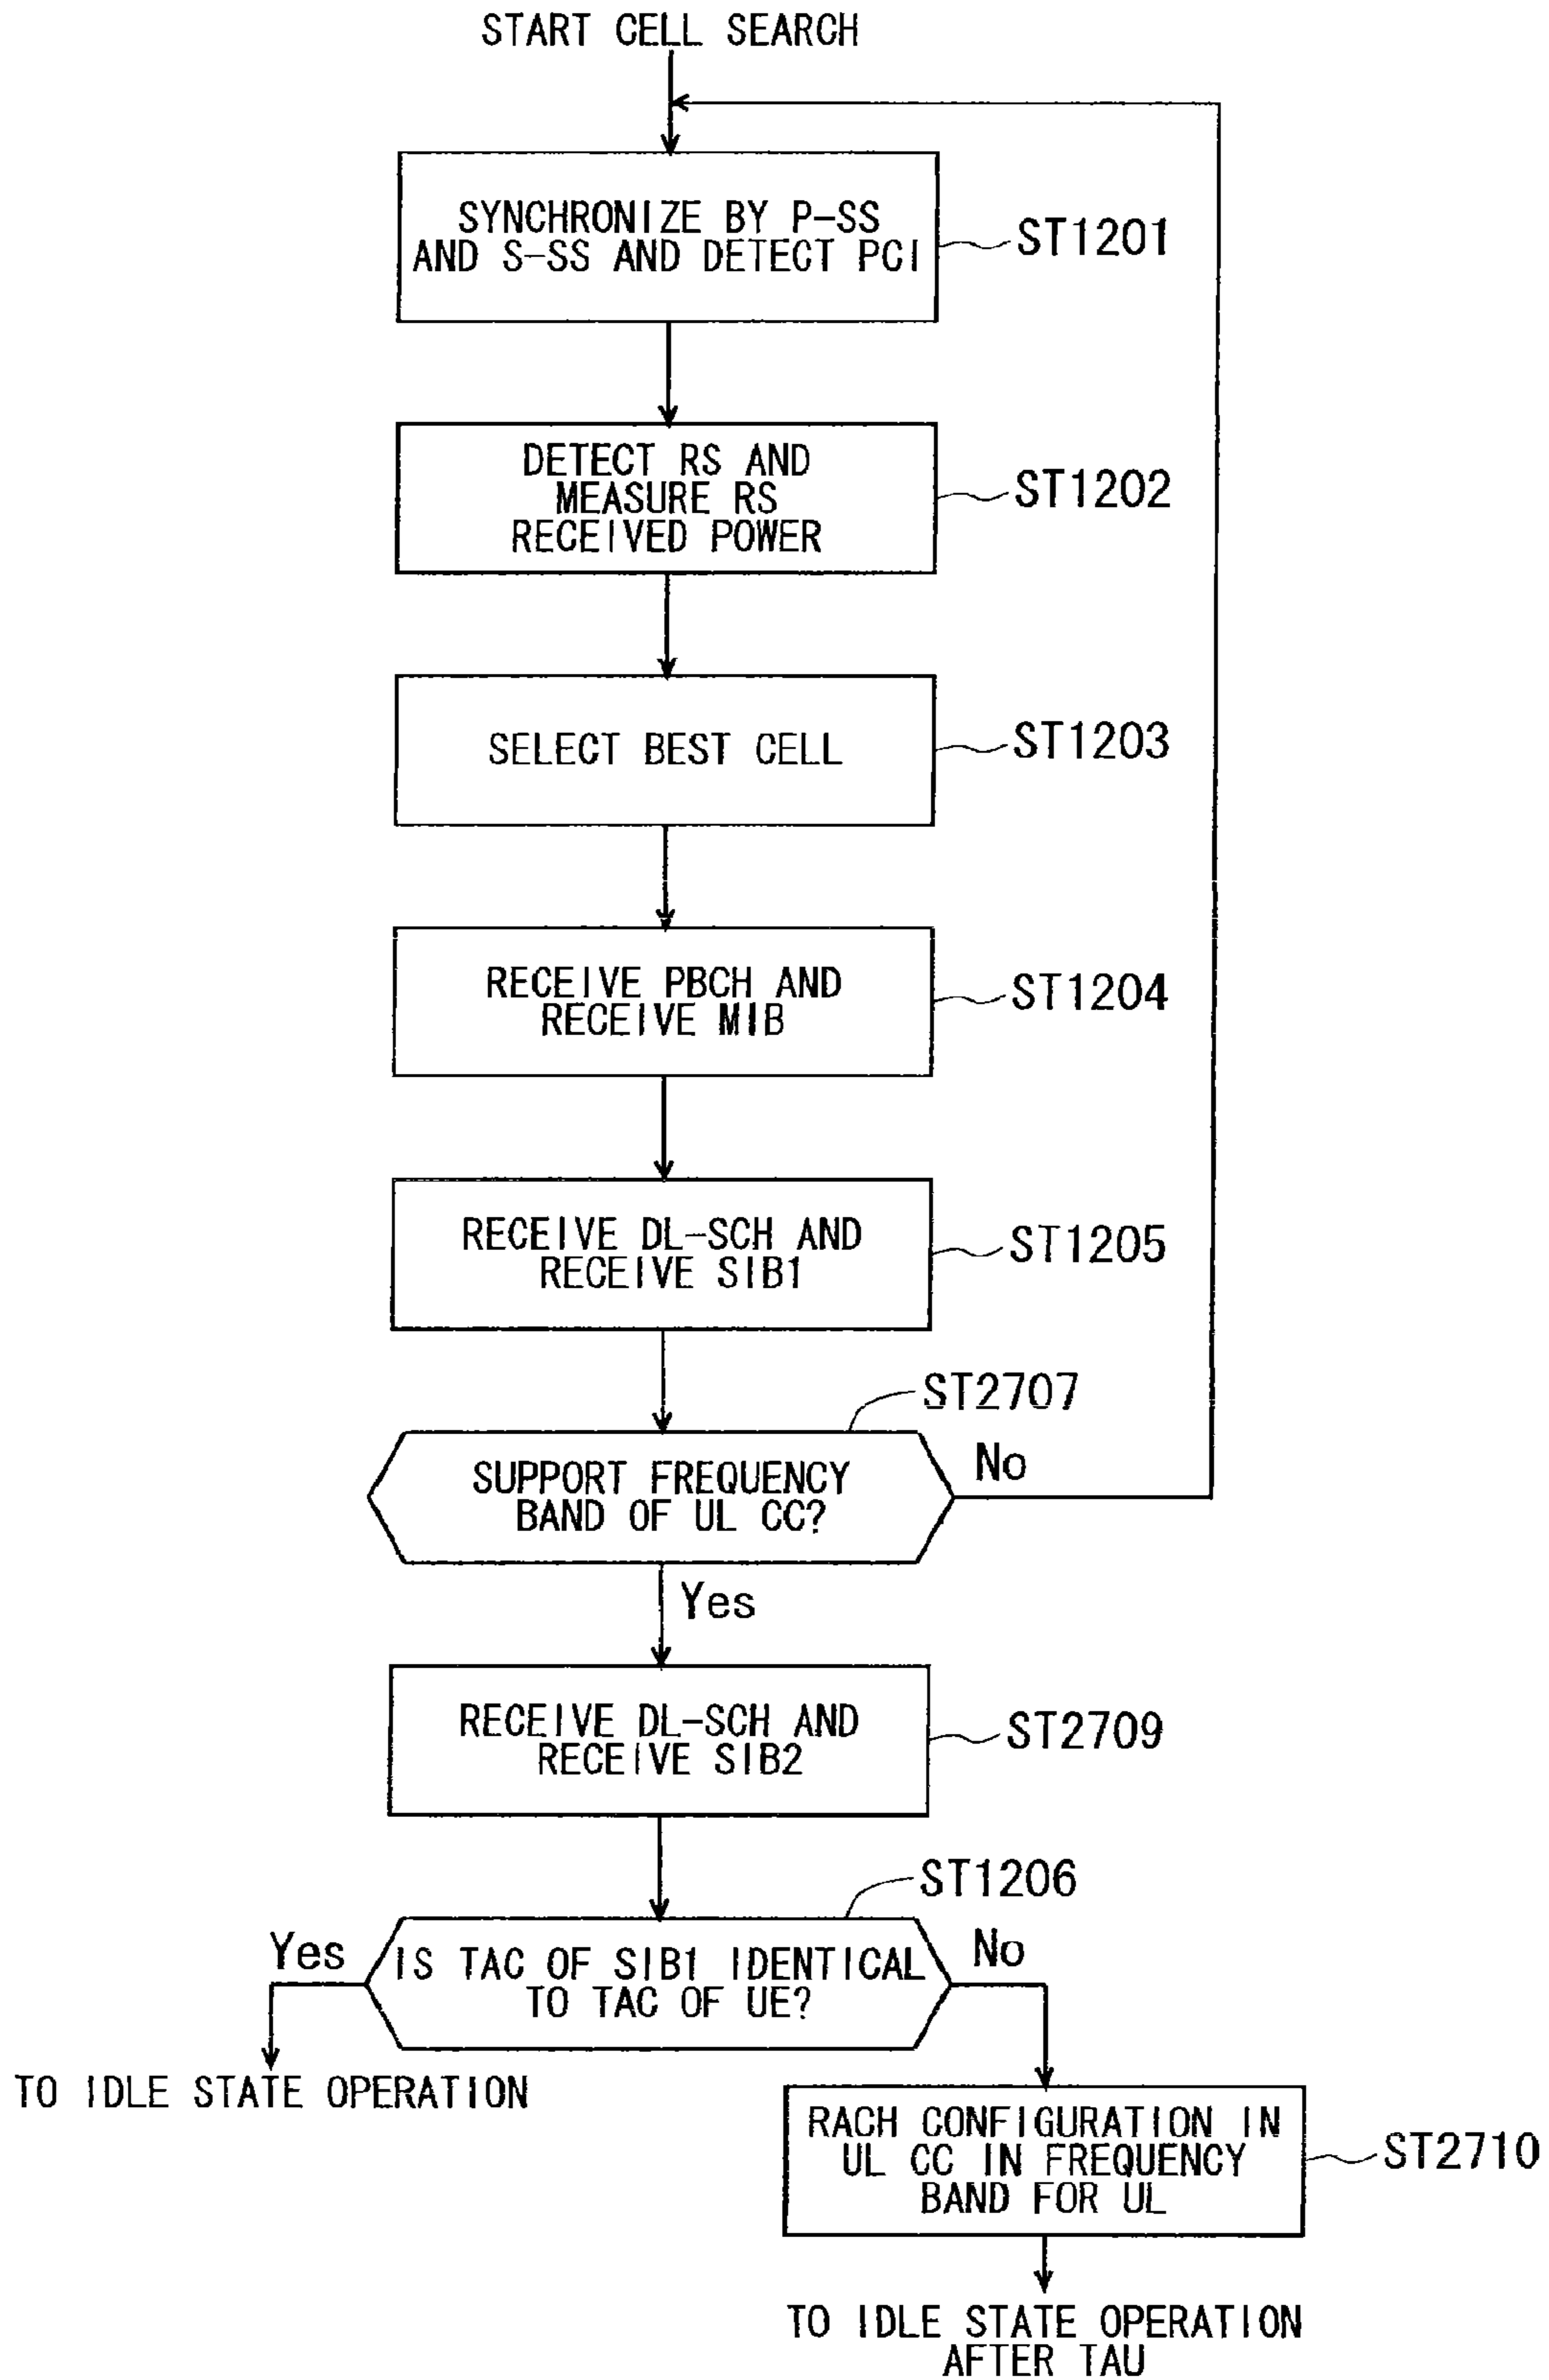 START CELL SEARCH
SYNCHRONIZE BY P-SS
AND S-SS AND DETECT PCI
ST1201
DETECT RS AND
MEASURE RS
RECEIVED POWER
ST1202
SELECT BEST CELL
ST1203
RECEIVE PBCH AND
RECEIVE MIB
ST1204
RECEIVE DL-SCH AND
RECEIVE SIB1
ST1205
ST2707
SUPPORT FREQUENCY
BAND OF UL CC?
No
Yes
RECEIVE DL-SCH AND
RECEIVE SIB2
ST2709
ST1206
Yes
IS TAC OF SIB1 IDENTICAL
TO TAC OF UE?
No
TO IDLE STATE OPERATION
RACH CONFIGURATION IN
UL CC IN FREQUENCY
BAND FOR UL
ST2710
TO IDLE STATE OPERATION
AFTER TAU